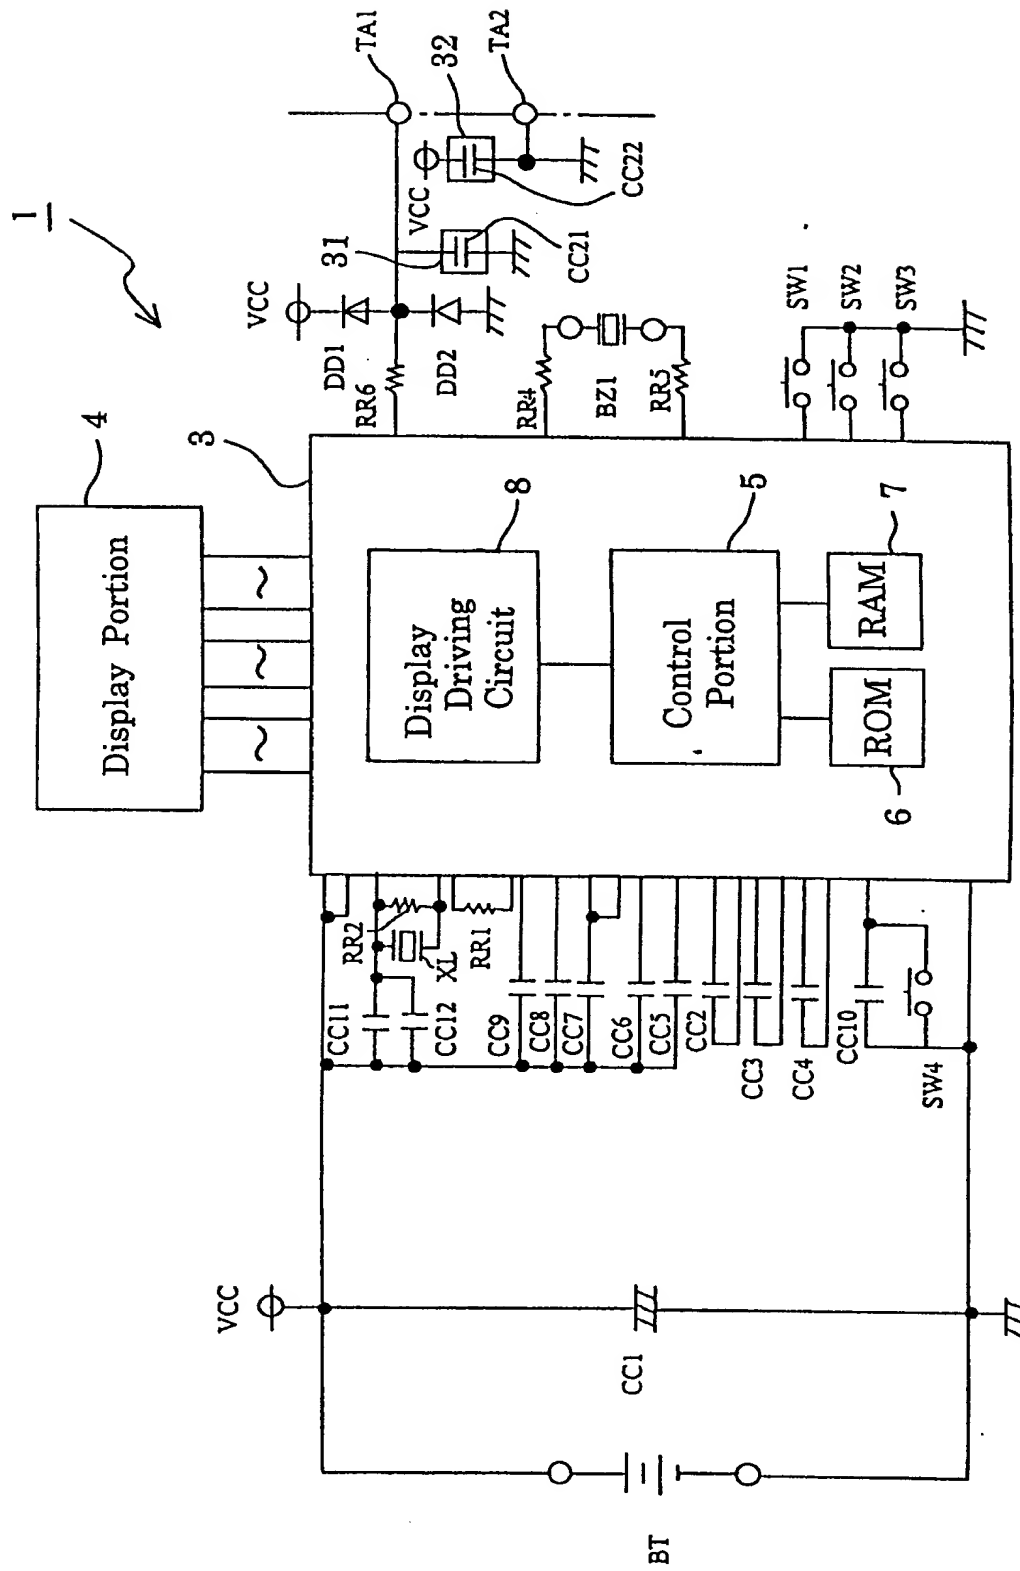 1
4
Display Portion
3
VCC
DD1
RR6
DD2
31
CC21
VCC
32
CC22
TA1
TA2
RR4
BZ1
RR5
SW1
SW2
SW3
8
Display
Driving
Circuit
5
Control
Portion
7
RAM
ROM
6
CC11
RR2
XL
CC12
RR1
CC9
CC8
CC7
CC6
CC5
CC2
CC3
CC4
CC10
SW4
VCC
CC1
BT